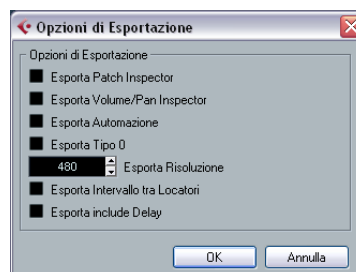 Opzioni di Esportazione
Opzioni di Esportazione
Esporta Patch Inspector
Esporta Volume/Pan Inspector
Esporta Automazione
Esporta Tipo 0
480 Esporta Risoluzione
Esporta Intervallo tra Locatori
Esporta include Delay
OK Annulla